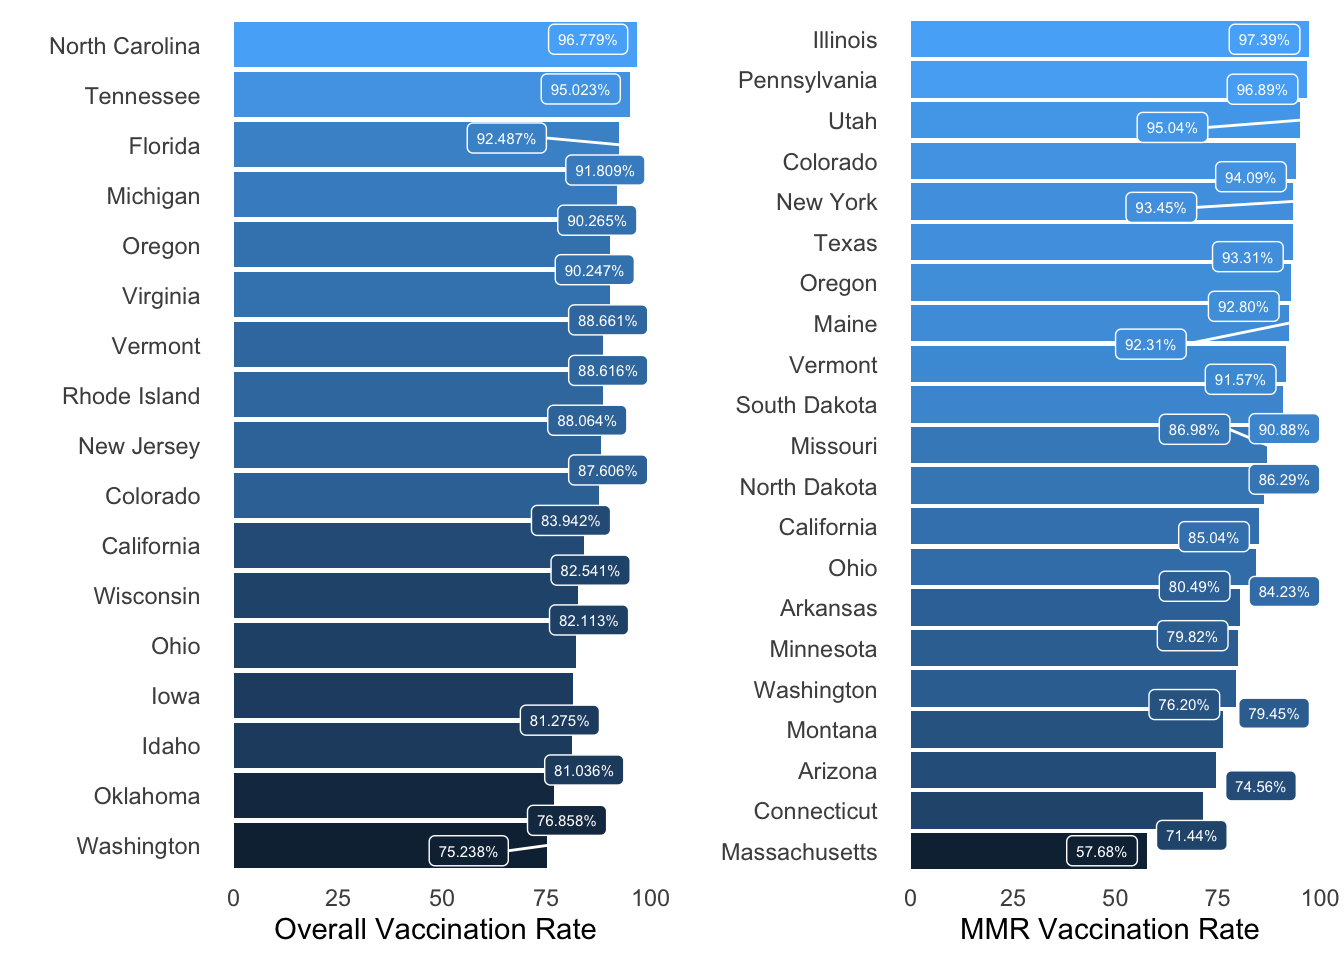 North Carolina 96.779%
Tennessee 95.023%
Florida 92.487%
Michigan 91.809%
Oregon 90.265%
Virginia 90.247%
Vermont 88.661%
Rhode Island 88.616%
New Jersey 88.064%
Colorado 87.606%
California 83.942%
Wisconsin 82.541%
Ohio 82.113%
Iowa 81.275%
Idaho 81.036%
Oklahoma 76.858%
Washington 75.238%
0 25 50 75 100
Overall Vaccination Rate
Illinois 97.39%
Pennsylvania 96.89%
Utah 95.04%
Colorado 94.09%
New York 93.45%
Texas 93.31%
Oregon 92.80%
Maine 92.31%
Vermont 91.57%
South Dakota 90.88%
Missouri 86.98%
North Dakota 86.29%
California 85.04%
Ohio 84.23%
Arkansas 80.49%
Minnesota 79.82%
Washington 79.45%
Montana 76.20%
Arizona 74.56%
Connecticut 71.44%
Massachusetts 57.68%
0 25 50 75 100
MMR Vaccination Rate